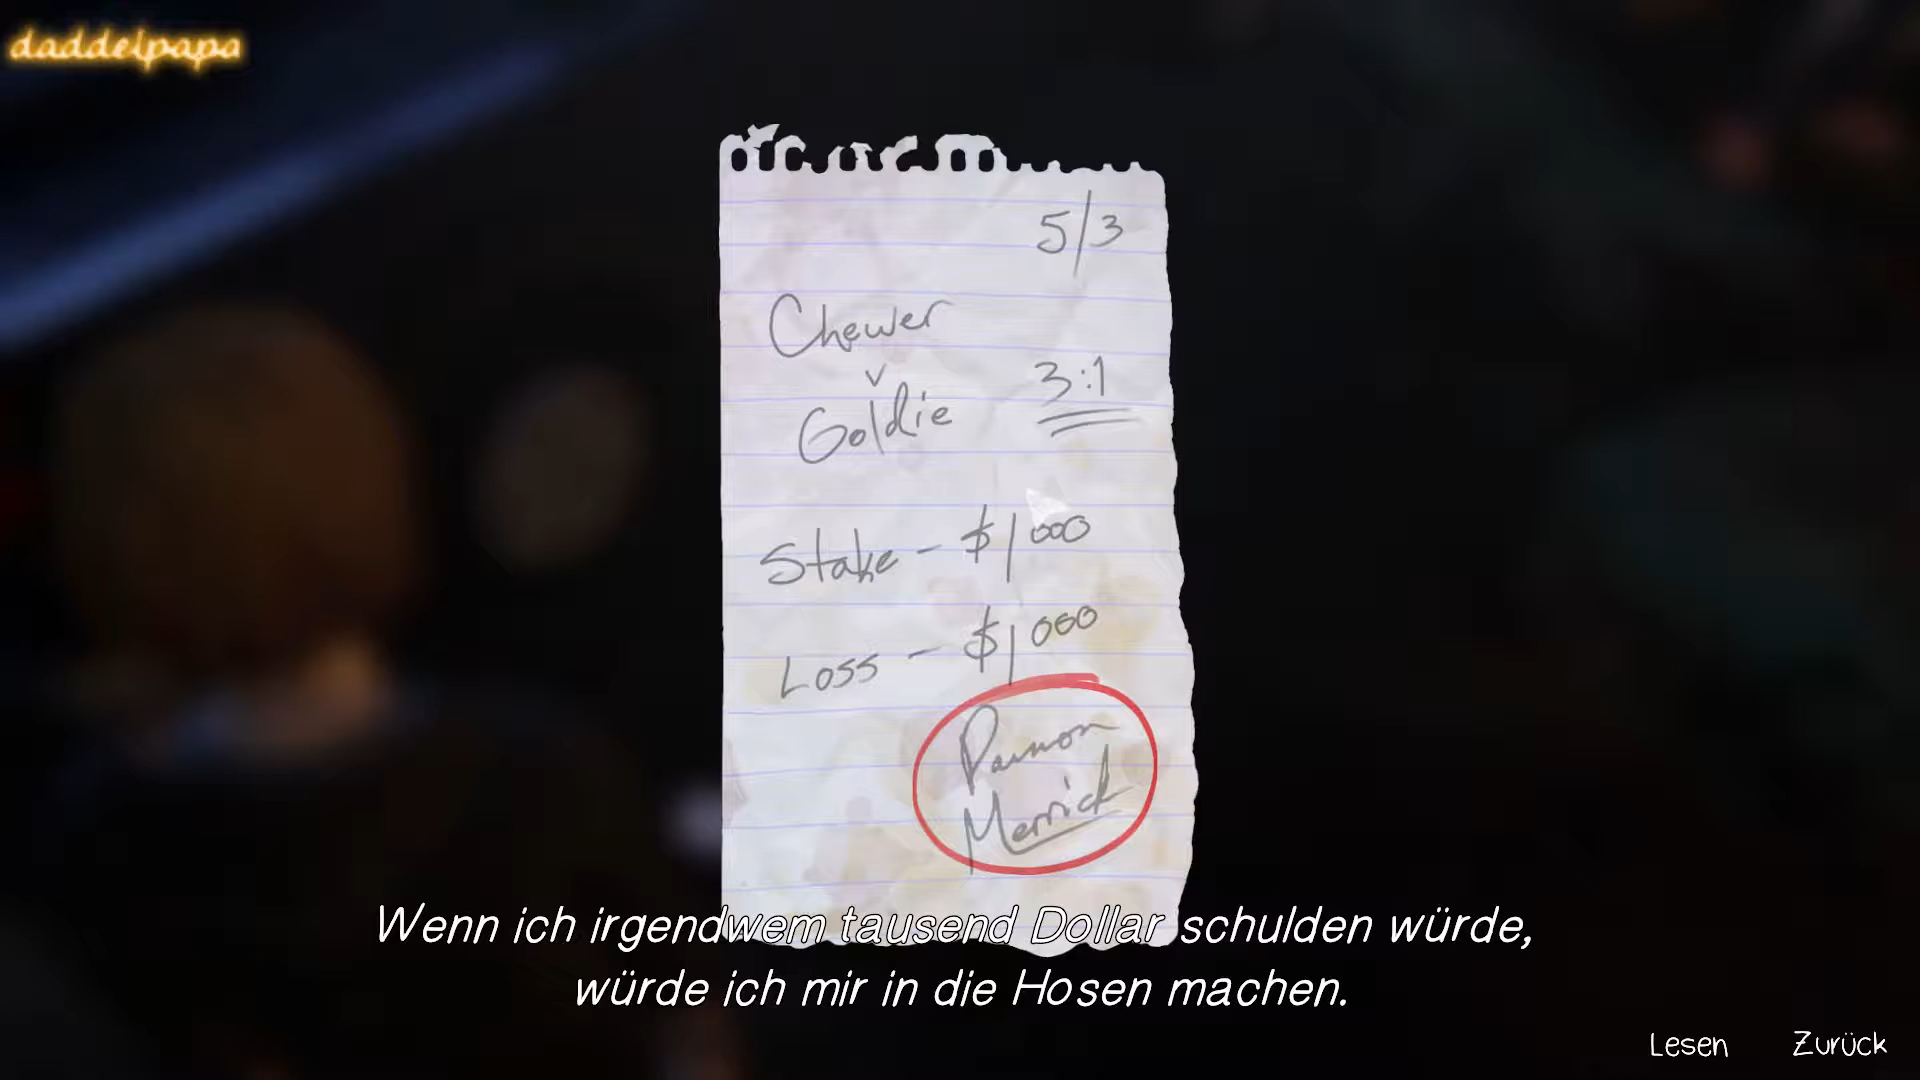 daddelpapa
5/3
Chewer
v
Goldie 3:1
Stake - $1000
Loss - $1000
Damon
Merrick
Wenn ich irgendwem tausend Dollar schulden würde,
würde ich mir in die Hosen machen.
Lesen Zurück